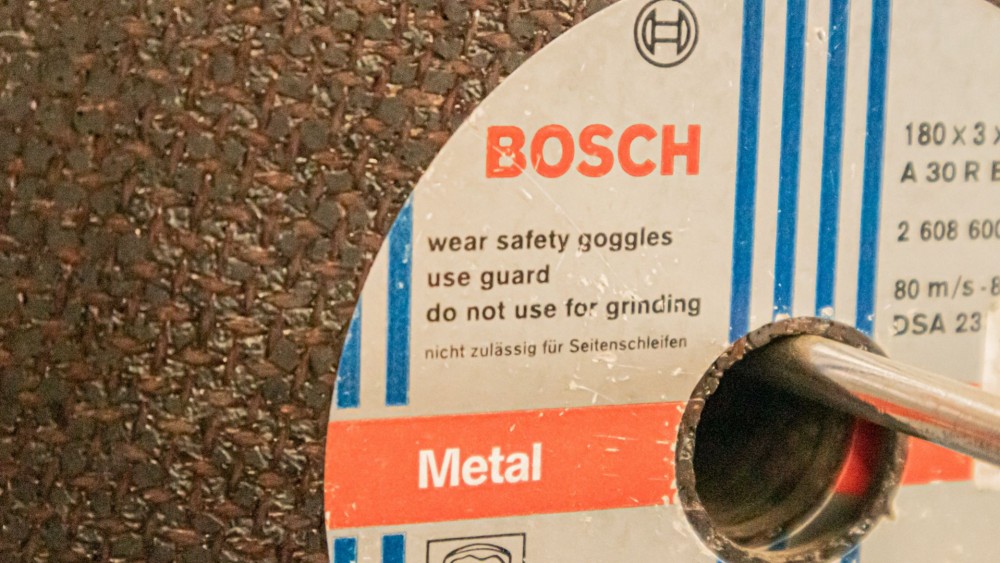 BOSCH
wear safety goggles
use guard
do not use for grinding
nicht zulässig für Seitenschleifen
Metal
180 x 3 x
A 30 R
2 608 600
80 m/s -
DSA 23